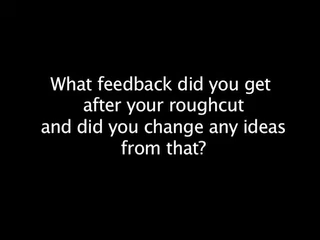 What feedback did you get
after your roughcut
and did you change any ideas
from that?